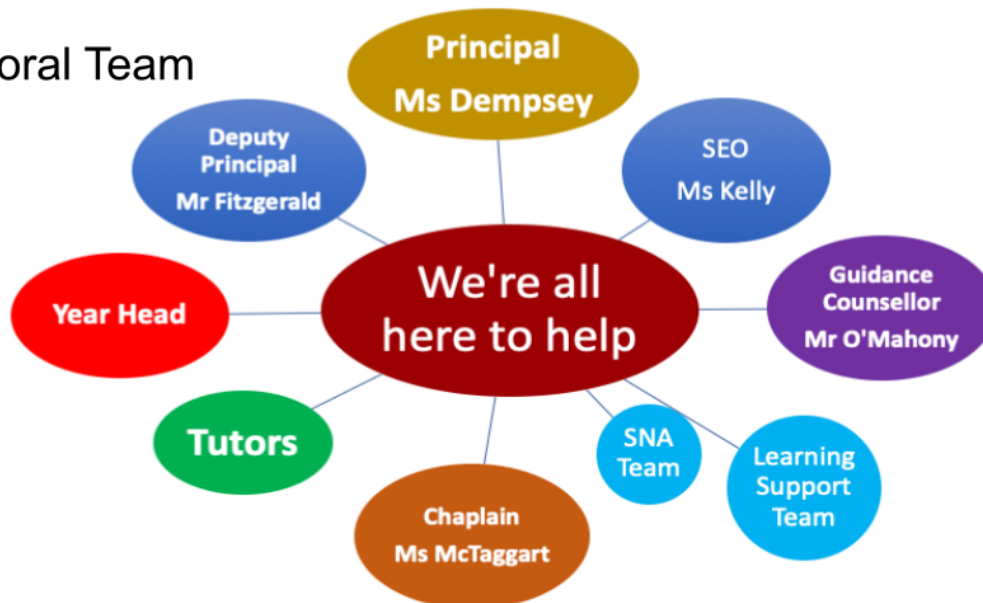 oral Team
Principal
Ms Dempsey
Deputy
Principal
Mr Fitzgerald
SEO
Ms Kelly
We're all
here to help
Year Head
Guidance
Counsellor
Mr O'Mahony
Tutors
SNA
Team
Learning
Support
Team
Chaplain
Ms McTaggart